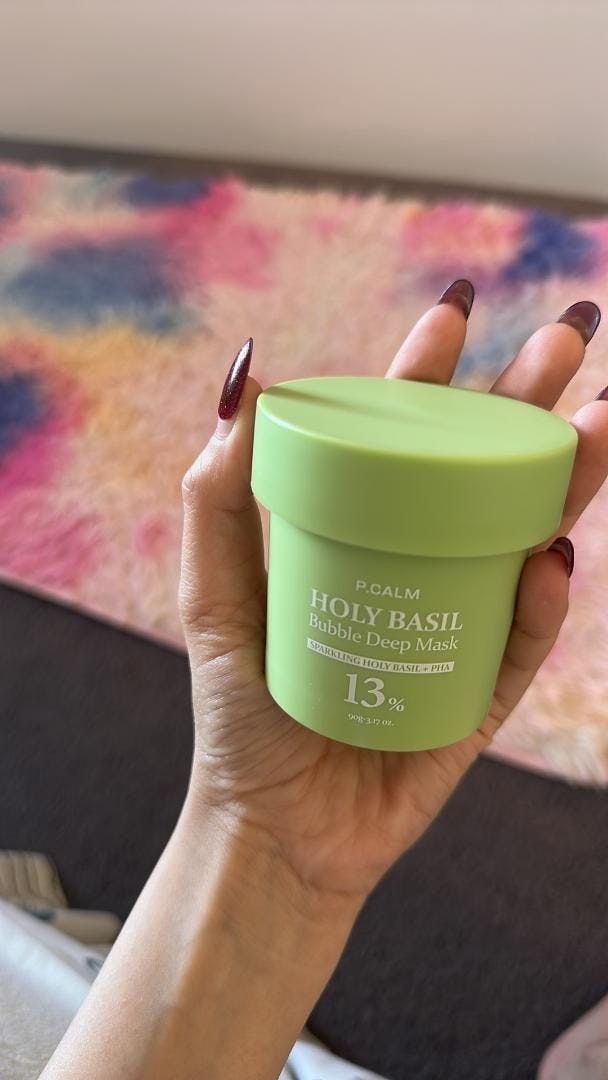 P.CALM
HOLY BASIL
Bubble Deep Mask
SPARKLING HOLY BASIL + PHA
13%
90g·3.17 oz.